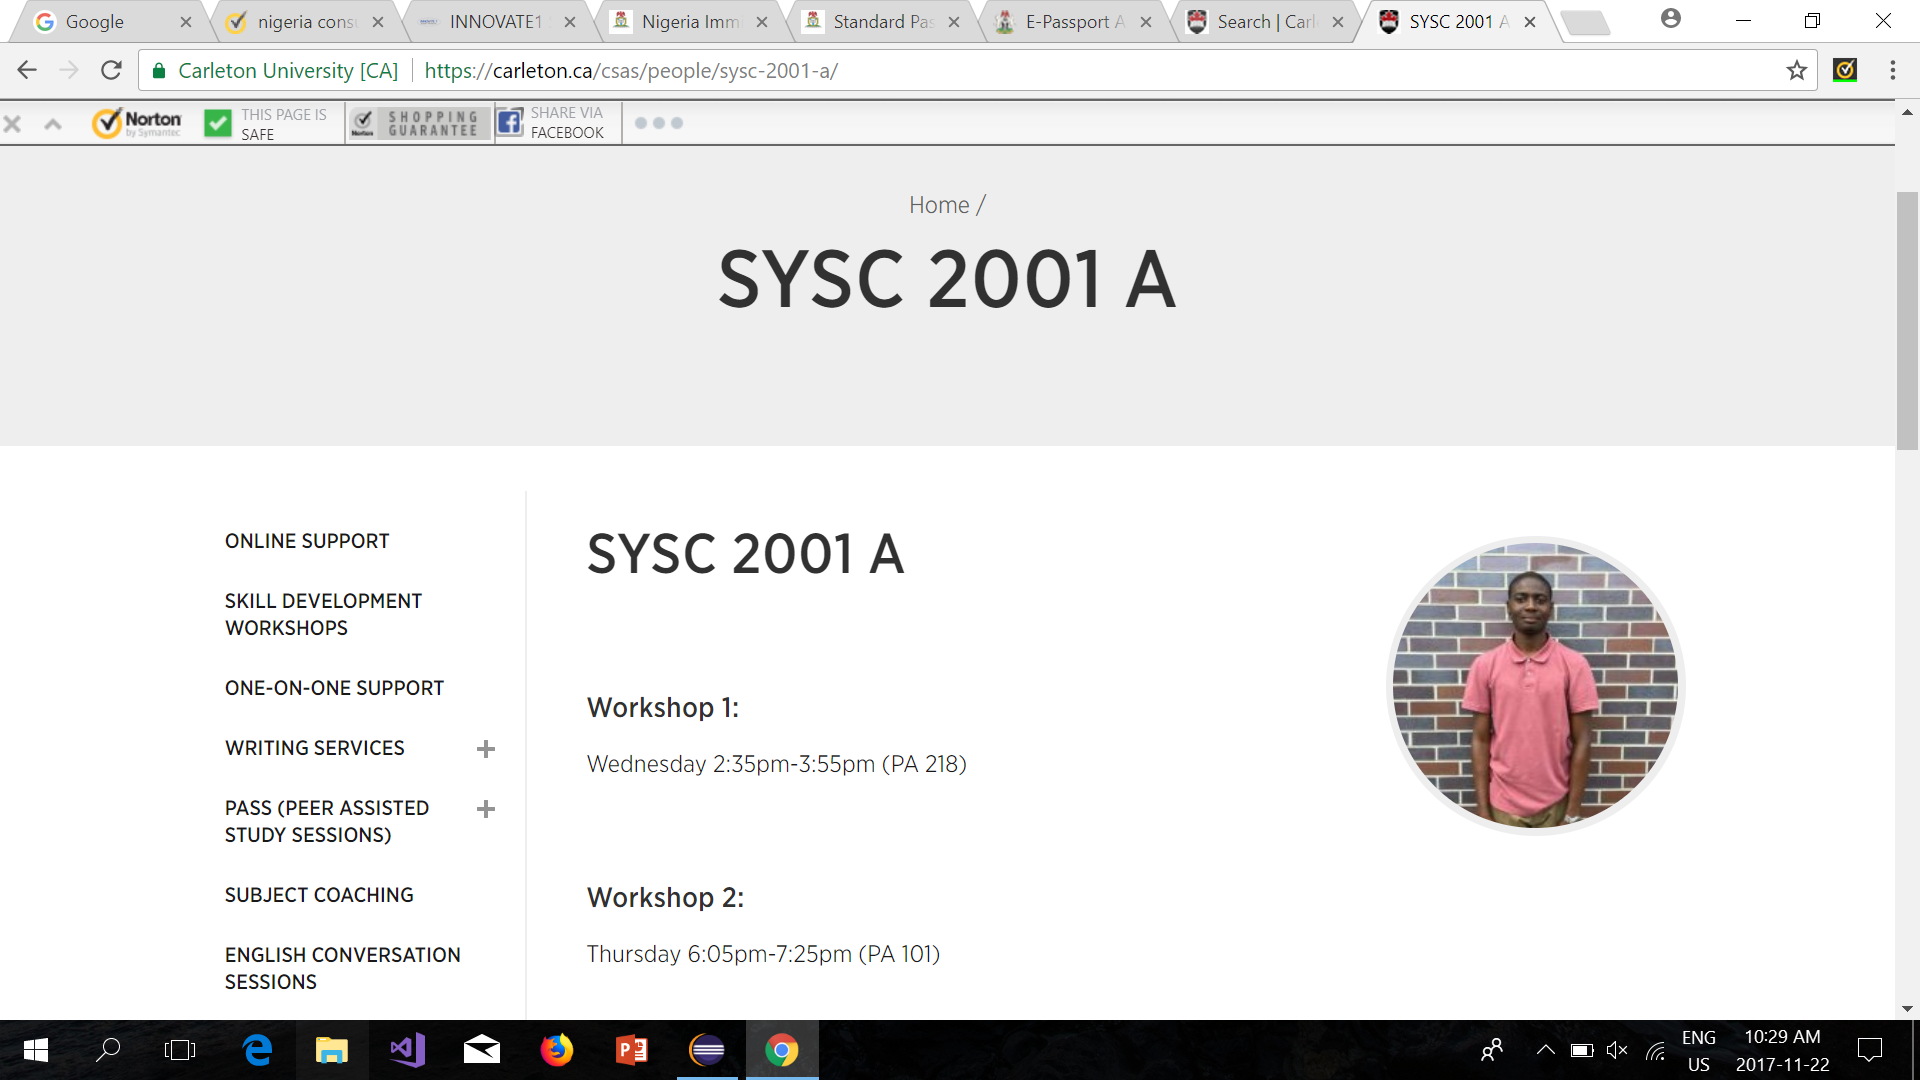 Google
nigeria cons
INNOVATE1
Nigeria Imm
Standard Pas
E-Passport A
Search | Carl
SYSC 2001 A
Carleton University [CA]
https://carleton.ca/csas/people/sysc-2001-a/
Norton
by Symantec
THIS PAGE IS
SAFE
Norton
SHOPPING
GUARANTEE
SHARE VIA
FACEBOOK
Home /
SYSC 2001 A
ONLINE SUPPORT
SKILL DEVELOPMENT
WORKSHOPS
ONE-ON-ONE SUPPORT
WRITING SERVICES
PASS (PEER ASSISTED
STUDY SESSIONS)
SUBJECT COACHING
ENGLISH CONVERSATION
SESSIONS
SYSC 2001 A
Workshop 1:
Wednesday 2:35pm-3:55pm (PA 218)
Workshop 2:
Thursday 6:05pm-7:25pm (PA 101)
ENG
US
10:29 AM
2017-11-22